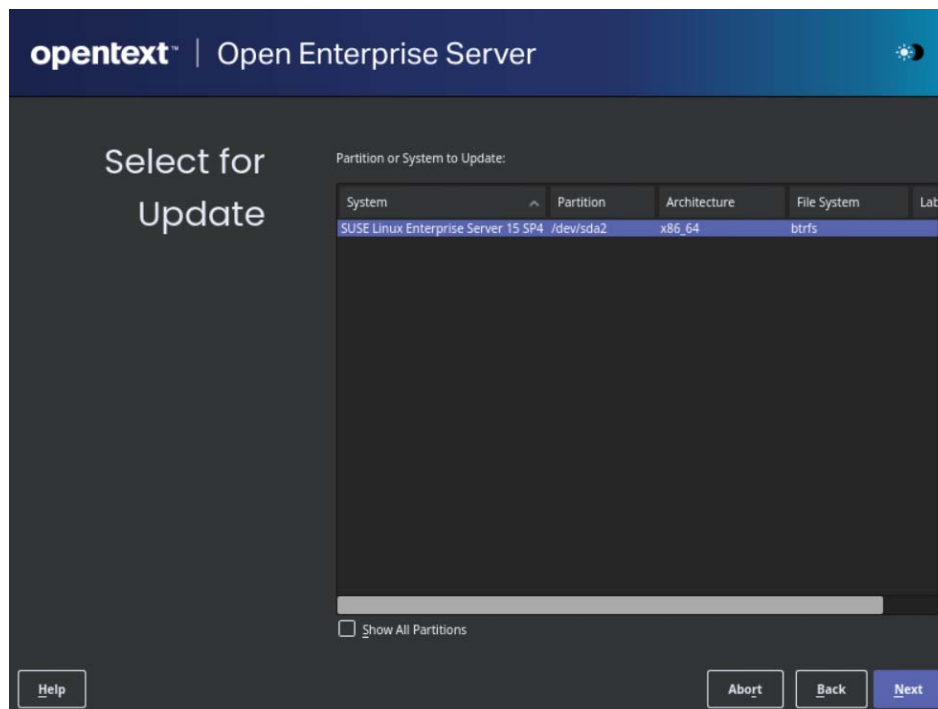 opentext™ | Open Enterprise Server
Select for
Update
Partition or System to Update:
System Partition Architecture File System Lab
SUSE Linux Enterprise Server 15 SP4 /dev/sda2 x86_64 btrfs
Show All Partitions
Help Abort Back Next